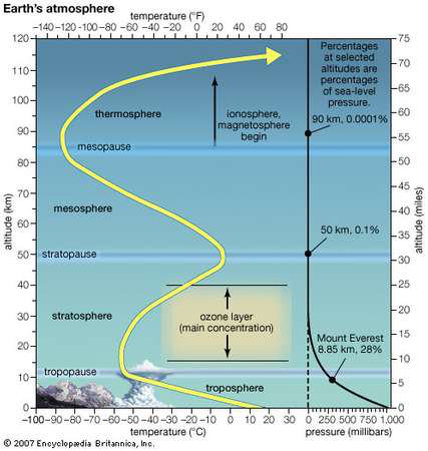 Earth's atmosphere
temperature (°F)
−140 −120 −100 −80 −60 −40 −20 0 20 40 60 80
120
110
100
90
80
70
60
50
40
30
20
10
0
altitude (km)
75
70
65
60
55
50
45
40
35
30
25
20
15
10
5
0
altitude (miles)
Percentages
at selected
altitudes are
percentages
of sea-level
pressure.
thermosphere
ionosphere,
magnetosphere
begin
90 km, 0.0001%
mesopause
mesosphere
50 km, 0.1%
stratopause
stratosphere
ozone layer
(main concentration)
Mount Everest
8.85 km, 28%
tropopause
troposphere
−100 −90 −80 −70 −60 −50 −40 −30 −20 −10 0 10 20 30
temperature (°C)
0 250 500 750 1,000
pressure (millibars)
© 2007 Encyclopædia Britannica, Inc.